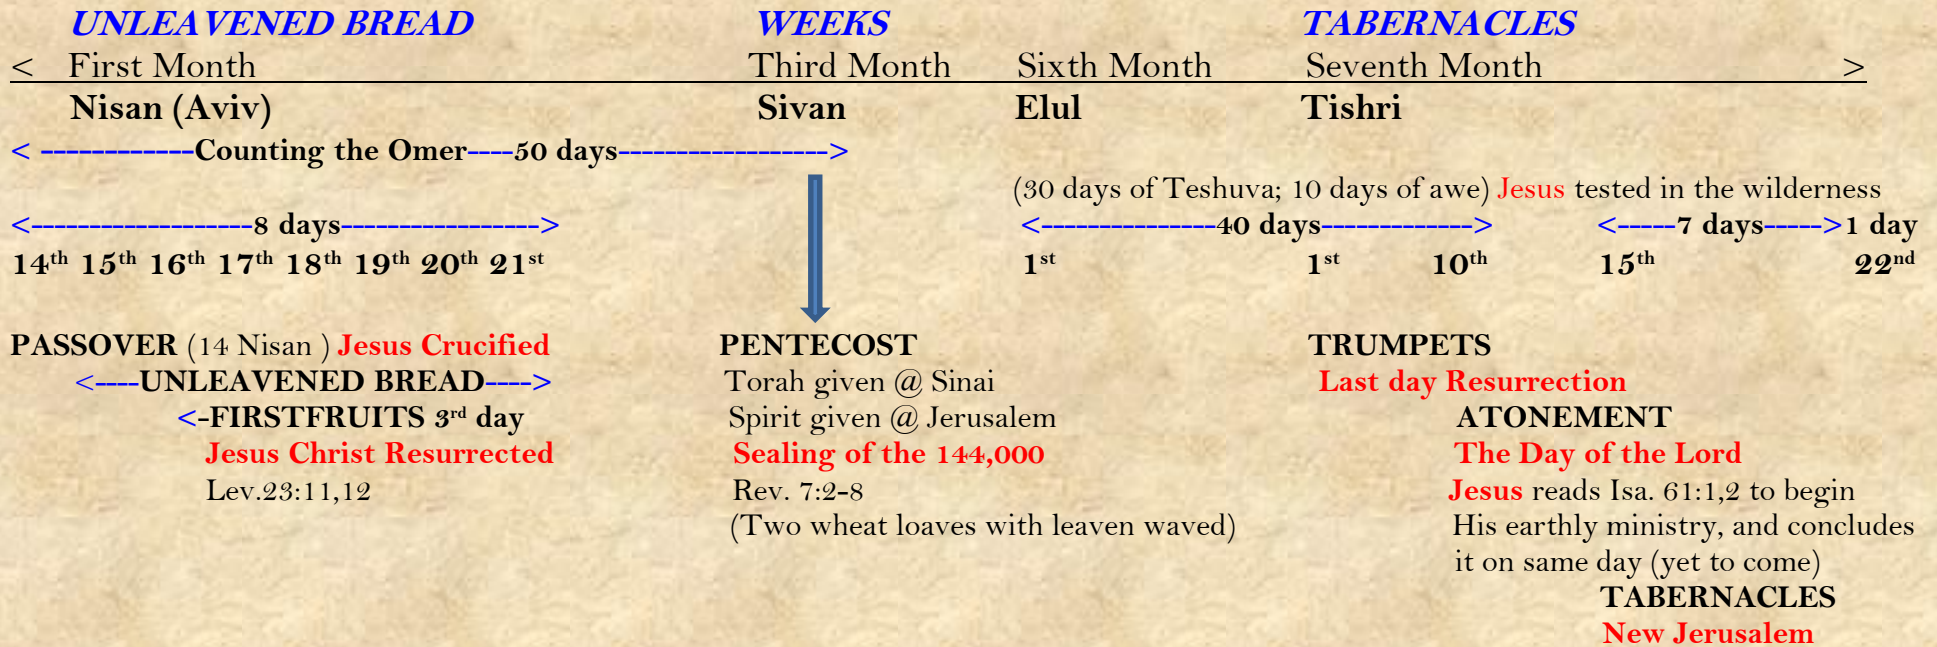 UNLEAVENED BREAD WEEKS TABERNACLES
< First Month Third Month Sixth Month Seventh Month >
Nisan (Aviv) Sivan Elul Tishri
< ------------Counting the Omer----50 days------------------>
(30 days of Teshuva; 10 days of awe) Jesus tested in the wilderness
<-------------------8 days-----------------> <---------------40 days-------------> <-----7 days----->1 day
14th 15th 16th 17th 18th 19th 20th 21st 1st 1st 10th 15th 22nd
PASSOVER (14 Nisan ) Jesus Crucified PENTECOST TRUMPETS
<----UNLEAVENED BREAD----> Torah given @ Sinai Last day Resurrection
<-FIRSTFRUITS 3rd day Spirit given @ Jerusalem ATONEMENT
Jesus Christ Resurrected Sealing of the 144,000 The Day of the Lord
Lev.23:11,12 Rev. 7:2-8 Jesus reads Isa. 61:1,2 to begin
(Two wheat loaves with leaven waved) His earthly ministry, and concludes
it on same day (yet to come)
TABERNACLES
New Jerusalem